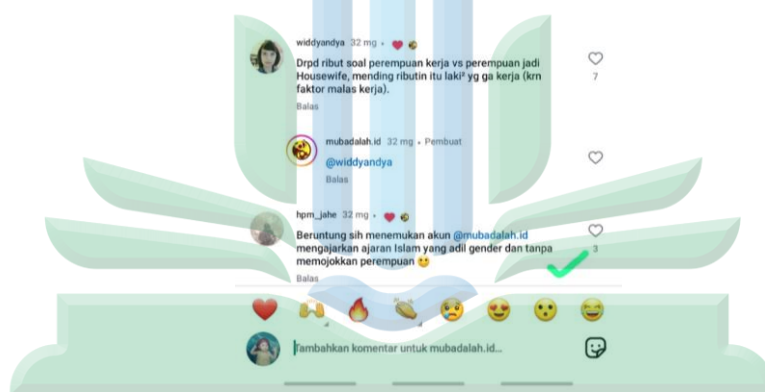 widdyandya 32 mg •
Drpd ribut soal perempuan kerja vs perempuan jadi
Housewife, mending ributin itu laki² yg ga kerja (krn
faktor malas kerja).
7
Balas
mubadalah.id 32 mg • Pembuat
@widdyandya
Balas
hpm_jahe 32 mg •
Beruntung sih menemukan akun @mubadalah.id
mengajarkan ajaran Islam yang adil gender dan tanpa
memojokkan perempuan 🙂
3
Balas
Tambahkan komentar untuk mubadalah.id...